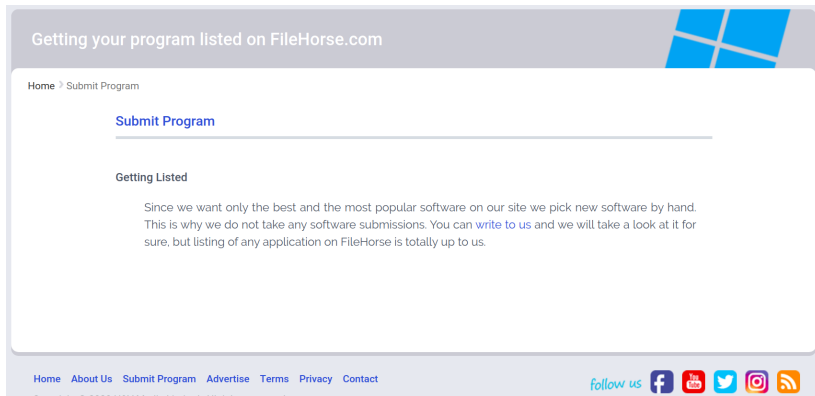 Getting your program listed on FileHorse.com
Home > Submit Program
Submit Program
Getting Listed
Since we want only the best and the most popular software on our site we pick new software by hand.
This is why we do not take any software submissions. You can write to us and we will take a look at it for
sure, but listing of any application on FileHorse is totally up to us.
Home About Us Submit Program Advertise Terms Privacy Contact
follow us
You
Tube